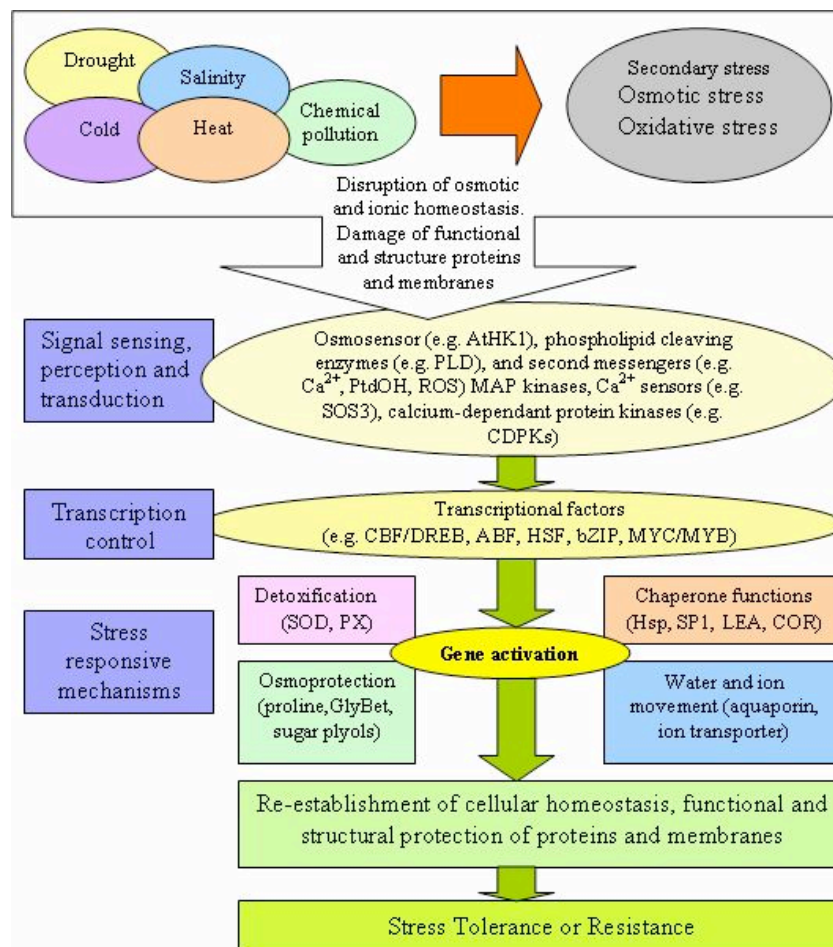 Drought
Salinity
Chemical
pollution
Cold
Heat
Secondary stress
Osmotic stress
Oxidative stress
Disruption of osmotic
and ionic homeostasis.
Damage of functional
and structure proteins
and membranes
Signal sensing,
perception and
transduction
Osmosensor (e.g. AtHK1), phospholipid cleaving
enzymes (e.g. PLD), and second messengers (e.g.
Ca²⁺, PtdOH, ROS) MAP kinases, Ca²⁺ sensors (e.g.
SOS3), calcium-dependant protein kinases (e.g.
CDPKs)
Transcription
control
Transcriptional factors
(e.g. CBF/DREB, ABF, HSF, bZIP, MYC/MYB)
Stress
responsive
mechanisms
Detoxification
(SOD, PX)
Chaperone functions
(Hsp, SP1, LEA, COR)
Gene activation
Osmoprotection
(proline,GlyBet,
sugar plyols)
Water and ion
movement (aquaporin,
ion transporter)
Re-establishment of cellular homeostasis, functional and
structural protection of proteins and membranes
Stress Tolerance or Resistance